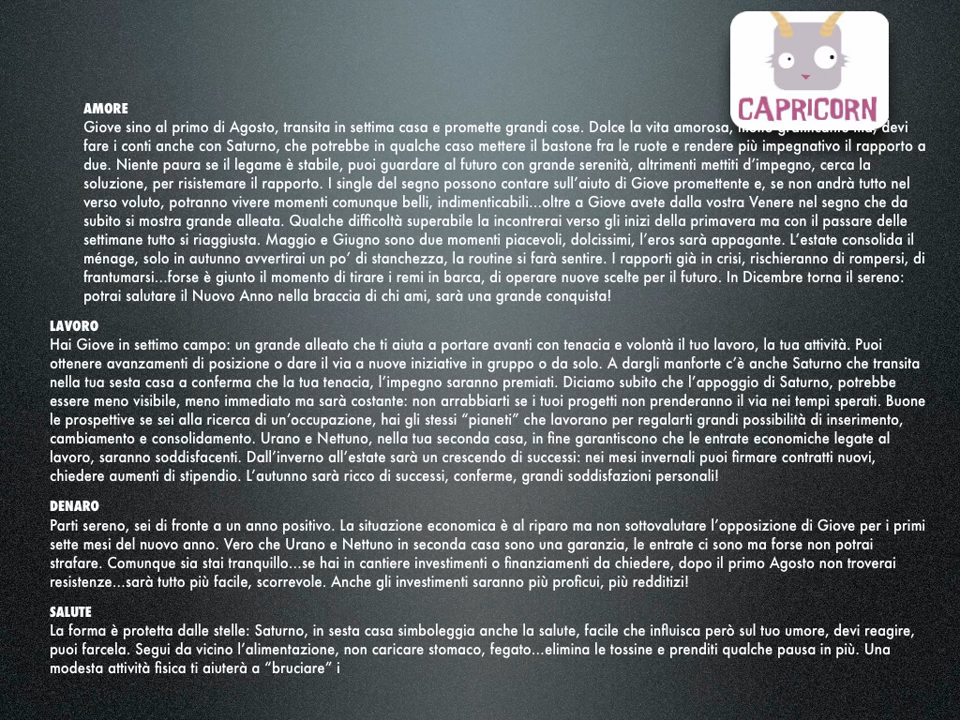 CAPRICORN
AMORE
Giove sino al primo di Agosto, transita in settima casa e promette grandi cose. Dolce la vita amorosa, devi
fare i conti anche con Saturno, che potrebbe in qualche caso mettere il bastone fra le ruote e rendere più impegnativo il rapporto a
due. Niente paura se il legame è stabile, puoi guardare al futuro con grande serenità, altrimenti mettiti d’impegno, cerca la
soluzione, per risistemare il rapporto. I single del segno possono contare sull’aiuto di Giove promettente e, se non andrà tutto nel
verso voluto, potranno vivere momenti comunque belli, indimenticabili...oltre a Giove avete dalla vostra Venere nel segno che da
subito si mostra grande alleata. Qualche difficoltà superabile la incontrerai verso gli inizi della primavera ma con il passare delle
settimane tutto si riaggiusta. Maggio e Giugno sono due momenti piacevoli, dolcissimi, l’eros sarà appagante. L’estate consolida il
ménage, solo in autunno avvertirai un po’ di stanchezza, la routine si farà sentire. I rapporti già in crisi, rischieranno di rompersi, di
frantumarsi...forse è giunto il momento di tirare i remi in barca, di operare nuove scelte per il futuro. In Dicembre torna il sereno:
potrai salutare il Nuovo Anno nella braccia di chi ami, sarà una grande conquista!
LAVORO
Hai Giove in settimo campo: un grande alleato che ti aiuta a portare avanti con tenacia e volontà il tuo lavoro, la tua attività. Puoi
ottenere avanzamenti di posizione o dare il via a nuove iniziative in gruppo o da solo. A dargli manforte c’è anche Saturno che transita
nella tua sesta casa a conferma che la tua tenacia, l’impegno saranno premiati. Diciamo subito che l’appoggio di Saturno, potrebbe
essere meno visibile, meno immediato ma sarà costante: non arrabbiarti se i tuoi progetti non prenderanno il via nei tempi sperati. Buone
le prospettive se sei alla ricerca di un’occupazione, hai gli stessi “pianeti” che lavorano per regalarti grandi possibilità di inserimento,
cambiamento e consolidamento. Urano e Nettuno, nella tua seconda casa, in fine garantiscono che le entrate economiche legate al
lavoro, saranno soddisfacenti. Dall’inverno all’estate sarà un crescendo di successi: nei mesi invernali puoi firmare contratti nuovi,
chiedere aumenti di stipendio. L’autunno sarà ricco di successi, conferme, grandi soddisfazioni personali!
DENARO
Parti sereno, sei di fronte a un anno positivo. La situazione economica è al riparo ma non sottovalutare l’opposizione di Giove per i primi
sette mesi del nuovo anno. Vero che Urano e Nettuno in seconda casa sono una garanzia, le entrate ci sono ma forse non potrai
strafare. Comunque sia stai tranquillo...se hai in cantiere investimenti o finanziamenti da chiedere, dopo il primo Agosto non troverai
resistenze...sarà tutto più facile, scorrevole. Anche gli investimenti saranno più proficui, più redditizi!
SALUTE
La forma è protetta dalle stelle: Saturno, in sesta casa simboleggia anche la salute, facile che influisca però sul tuo umore, devi reagire,
puoi farcela. Segui da vicino l’alimentazione, non caricare stomaco, fegato...elimina le tossine e prenditi qualche pausa in più. Una
modesta attività fisica ti aiuterà a “bruciare” i